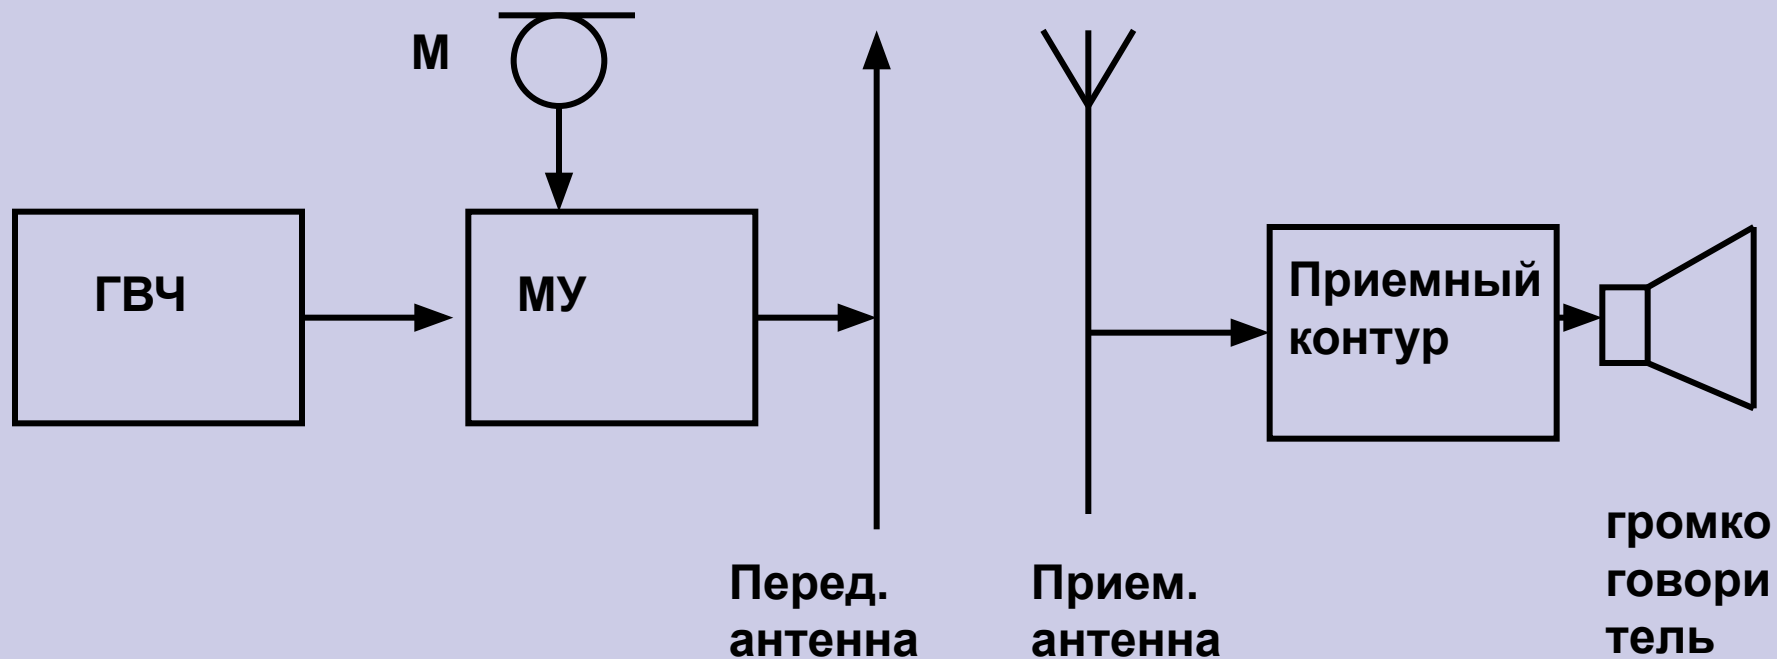 М
ГВЧ
МУ
Приемный
контур
Перед.
антенна
Прием.
антенна
громко
говори
тель